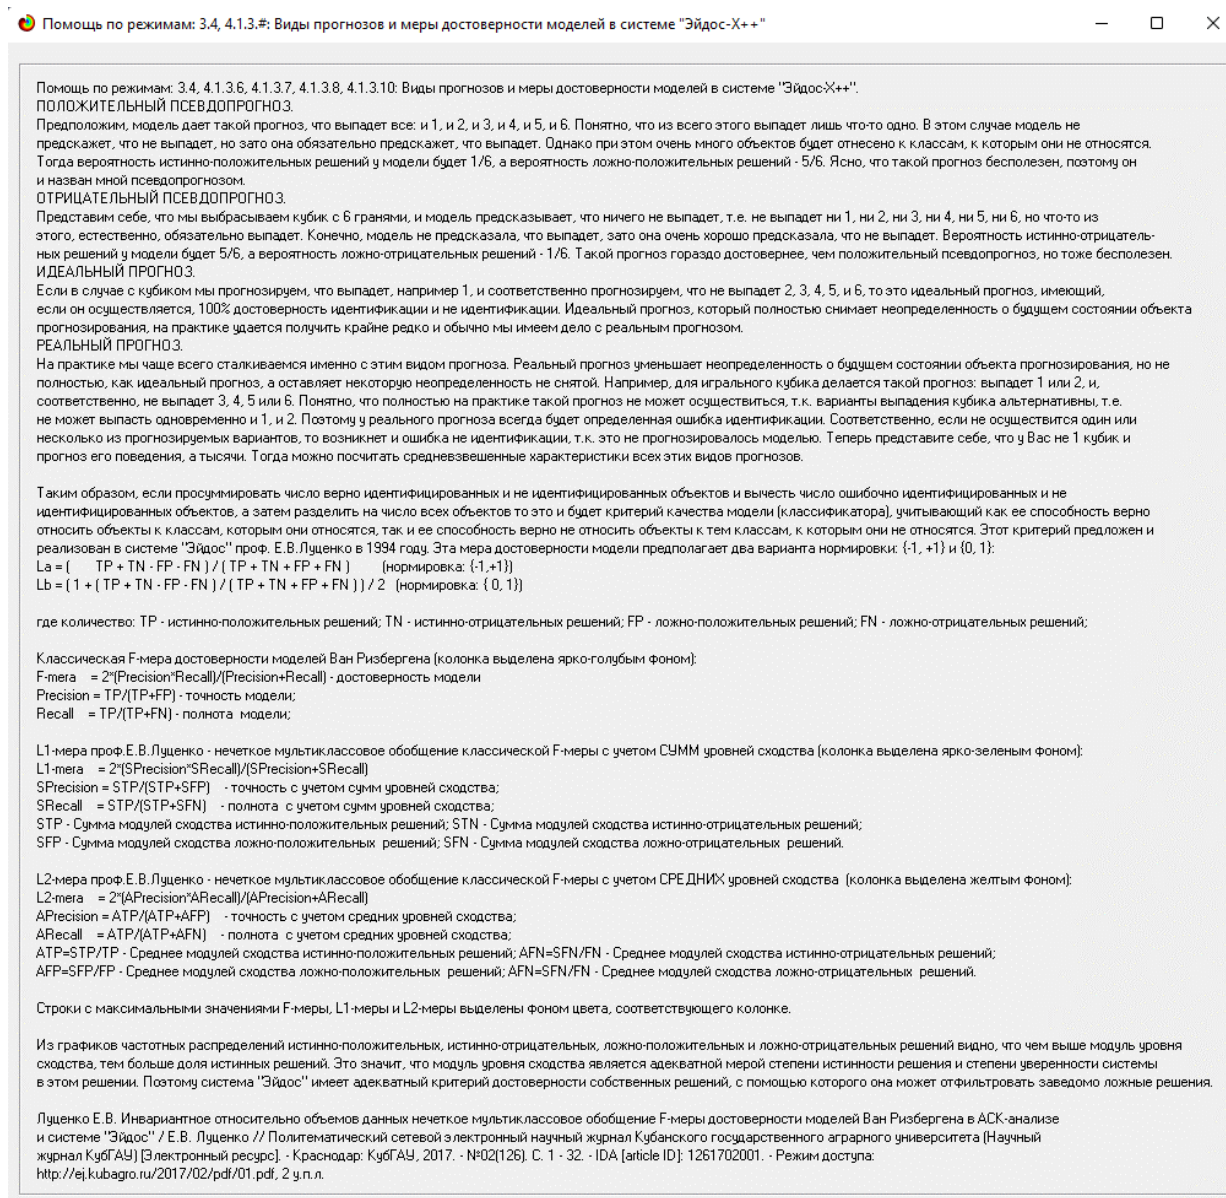 Помощь по режимам: 3.4, 4.1.3.#: Виды прогнозов и меры достоверности моделей в системе "Эйдос-Х++"
Помощь по режимам: 3.4, 4.1.3.6, 4.1.3.7, 4.1.3.8, 4.1.3.10: Виды прогнозов и меры достоверности моделей в системе "Эйдос-Х++".
ПОЛОЖИТЕЛЬНЫЙ ПСЕВДОПРОГНОЗ.
Предположим, модель дает такой прогноз, что выпадет все: и 1, и 2, и 3, и 4, и 5, и 6. Понятно, что из всего этого выпадет лишь что-то одно. В этом случае модель не
предскажет, что не выпадет, но зато она обязательно предскажет, что выпадет. Однако при этом очень много объектов будет отнесено к классам, к которым они не относятся.
Тогда вероятность истинно-положительных решений у модели будет 1/6, а вероятность ложно-положительных решений - 5/6. Ясно, что такой прогноз бесполезен, поэтому он
и назван мной псевдопрогнозом.
ОТРИЦАТЕЛЬНЫЙ ПСЕВДОПРОГНОЗ.
Представим себе, что мы выбрасываем кубик с 6 гранями, и модель предсказывает, что ничего не выпадет, т.е. не выпадет ни 1, ни 2, ни 3, ни 4, ни 5, ни 6, но что-то из
этого, естественно, обязательно выпадет. Конечно, модель не предсказала, что выпадет, зато она очень хорошо предсказала, что не выпадет. Вероятность истинно-отрицатель-
ных решений у модели будет 5/6, а вероятность ложно-отрицательных решений - 1/6. Такой прогноз гораздо достовернее, чем положительный псевдопрогноз, но тоже бесполезен.
ИДЕАЛЬНЫЙ ПРОГНОЗ.
Если в случае с кубиком мы прогнозируем, что выпадет, например 1, и соответственно прогнозируем, что не выпадет 2, 3, 4, 5, и 6, то это идеальный прогноз, имеющий,
если он осуществляется, 100% достоверность идентификации и не идентификации. Идеальный прогноз, который полностью снимает неопределенность о будущем состоянии объекта
прогнозирования, на практике удается получить крайне редко и обычно мы имеем дело с реальным прогнозом.
РЕАЛЬНЫЙ ПРОГНОЗ.
На практике мы чаще всего сталкиваемся именно с этим видом прогноза. Реальный прогноз уменьшает неопределенность о будущем состоянии объекта прогнозирования, но не
полностью, как идеальный прогноз, а оставляет некоторую неопределенность не снятой. Например, для игрального кубика делается такой прогноз: выпадет 1 или 2, и,
соответственно, не выпадет 3, 4, 5 или 6. Понятно, что полностью на практике такой прогноз не может осуществиться, т.к. варианты выпадения кубика альтернативны, т.е.
не может выпасть одновременно и 1, и 2. Поэтому у реального прогноза всегда будет определенная ошибка идентификации. Соответственно, если не осуществится один или
несколько из прогнозируемых вариантов, то возникнет и ошибка не идентификации, т.к. это не прогнозировалось моделью. Теперь представите себе, что у Вас не 1 кубик и
прогноз его поведения, а тысячи. Тогда можно посчитать средневзвешенные характеристики всех этих видов прогнозов.
Таким образом, если просуммировать число верно идентифицированных и не идентифицированных объектов и вычесть число ошибочно идентифицированных и не
идентифицированных объектов, а затем разделить на число всех объектов то это и будет критерий качества модели (классификатора), учитывающий как ее способность верно
относить объекты к классам, которым они относятся, так и ее способность верно не относить объекты к тем классам, к которым они не относятся. Этот критерий предложен и
реализован в системе "Эйдос" проф. Е.В.Луценко в 1994 году. Эта мера достоверности модели предполагает два варианта нормировки: {-1, +1} и {0, 1}:
La = ( TP + TN - FP - FN ) / ( TP + TN + FP + FN ) (нормировка: {-1,+1})
Lb = ( 1 + ( TP + TN - FP - FN ) / ( TP + TN + FP + FN ) ) / 2 (нормировка: { 0, 1})
где количество: TP - истинно-положительных решений; TN - истинно-отрицательных решений; FP - ложно-положительных решений; FN - ложно-отрицательных решений;
Классическая F-мера достоверности моделей Ван Ризбергена (колонка выделена ярко-голубым фоном):
F-mera = 2*(Precision*Recall)/(Precision+Recall) - достоверность модели
Precision = TP/(TP+FP) - точность модели;
Recall = TP/(TP+FN) - полнота модели;
L1-мера проф.Е.В.Луценко - нечеткое мультиклассовое обобщение классической F-меры с учетом СУММ уровней сходства (колонка выделена ярко-зеленым фоном):
L1-mera = 2*(SPrecision*SRecall)/(SPrecision+SRecall)
SPrecision = STP/(STP+SFP) - точность с учетом сумм уровней сходства;
SRecall = STP/(STP+SFN) - полнота с учетом сумм уровней сходства;
STP - Сумма модулей сходства истинно-положительных решений; STN - Сумма модулей сходства истинно-отрицательных решений;
SFP - Сумма модулей сходства ложно-положительных решений; SFN - Сумма модулей сходства ложно-отрицательных решений.
L2-мера проф.Е.В.Луценко - нечеткое мультиклассовое обобщение классической F-меры с учетом СРЕДНИХ уровней сходства (колонка выделена желтым фоном):
L2-mera = 2*(APrecision*ARecall)/(APrecision+ARecall)
APrecision = ATP/(ATP+AFP) - точность с учетом средних уровней сходства;
ARecall = ATP/(ATP+AFN) - полнота с учетом средних уровней сходства;
ATP=STP/TP - Среднее модулей сходства истинно-положительных решений; AFN=SFN/FN - Среднее модулей сходства истинно-отрицательных решений;
AFP=SFP/FP - Среднее модулей сходства ложно-положительных решений; AFN=SFN/FN - Среднее модулей сходства ложно-отрицательных решений.
Строки с максимальными значениями F-меры, L1-меры и L2-меры выделены фоном цвета, соответствующего колонке.
Из графиков частотных распределений истинно-положительных, истинно-отрицательных, ложно-положительных и ложно-отрицательных решений видно, что чем выше модуль уровня
сходства, тем больше доля истинных решений. Это значит, что модуль уровня сходства является адекватной мерой степени истинности решения и степени уверенности системы
в этом решении. Поэтому система "Эйдос" имеет адекватный критерий достоверности собственных решений, с помощью которого она может отфильтровать заведомо ложные решения.
Луценко Е.В. Инвариантное относительно объемов данных нечеткое мультиклассовое обобщение F-меры достоверности моделей Ван Ризбергена в АСК-анализе
и системе "Эйдос" / Е.В. Луценко // Политематический сетевой электронный научный журнал Кубанского государственного аграрного университета (Научный
журнал КубГАУ) [Электронный ресурс]. - Краснодар: КубГАУ, 2017. - №02(126). С. 1 - 32. - IDA [article ID]: 1261702001. - Режим доступа:
http://ej.kubagro.ru/2017/02/pdf/01.pdf, 2 у.п.л.